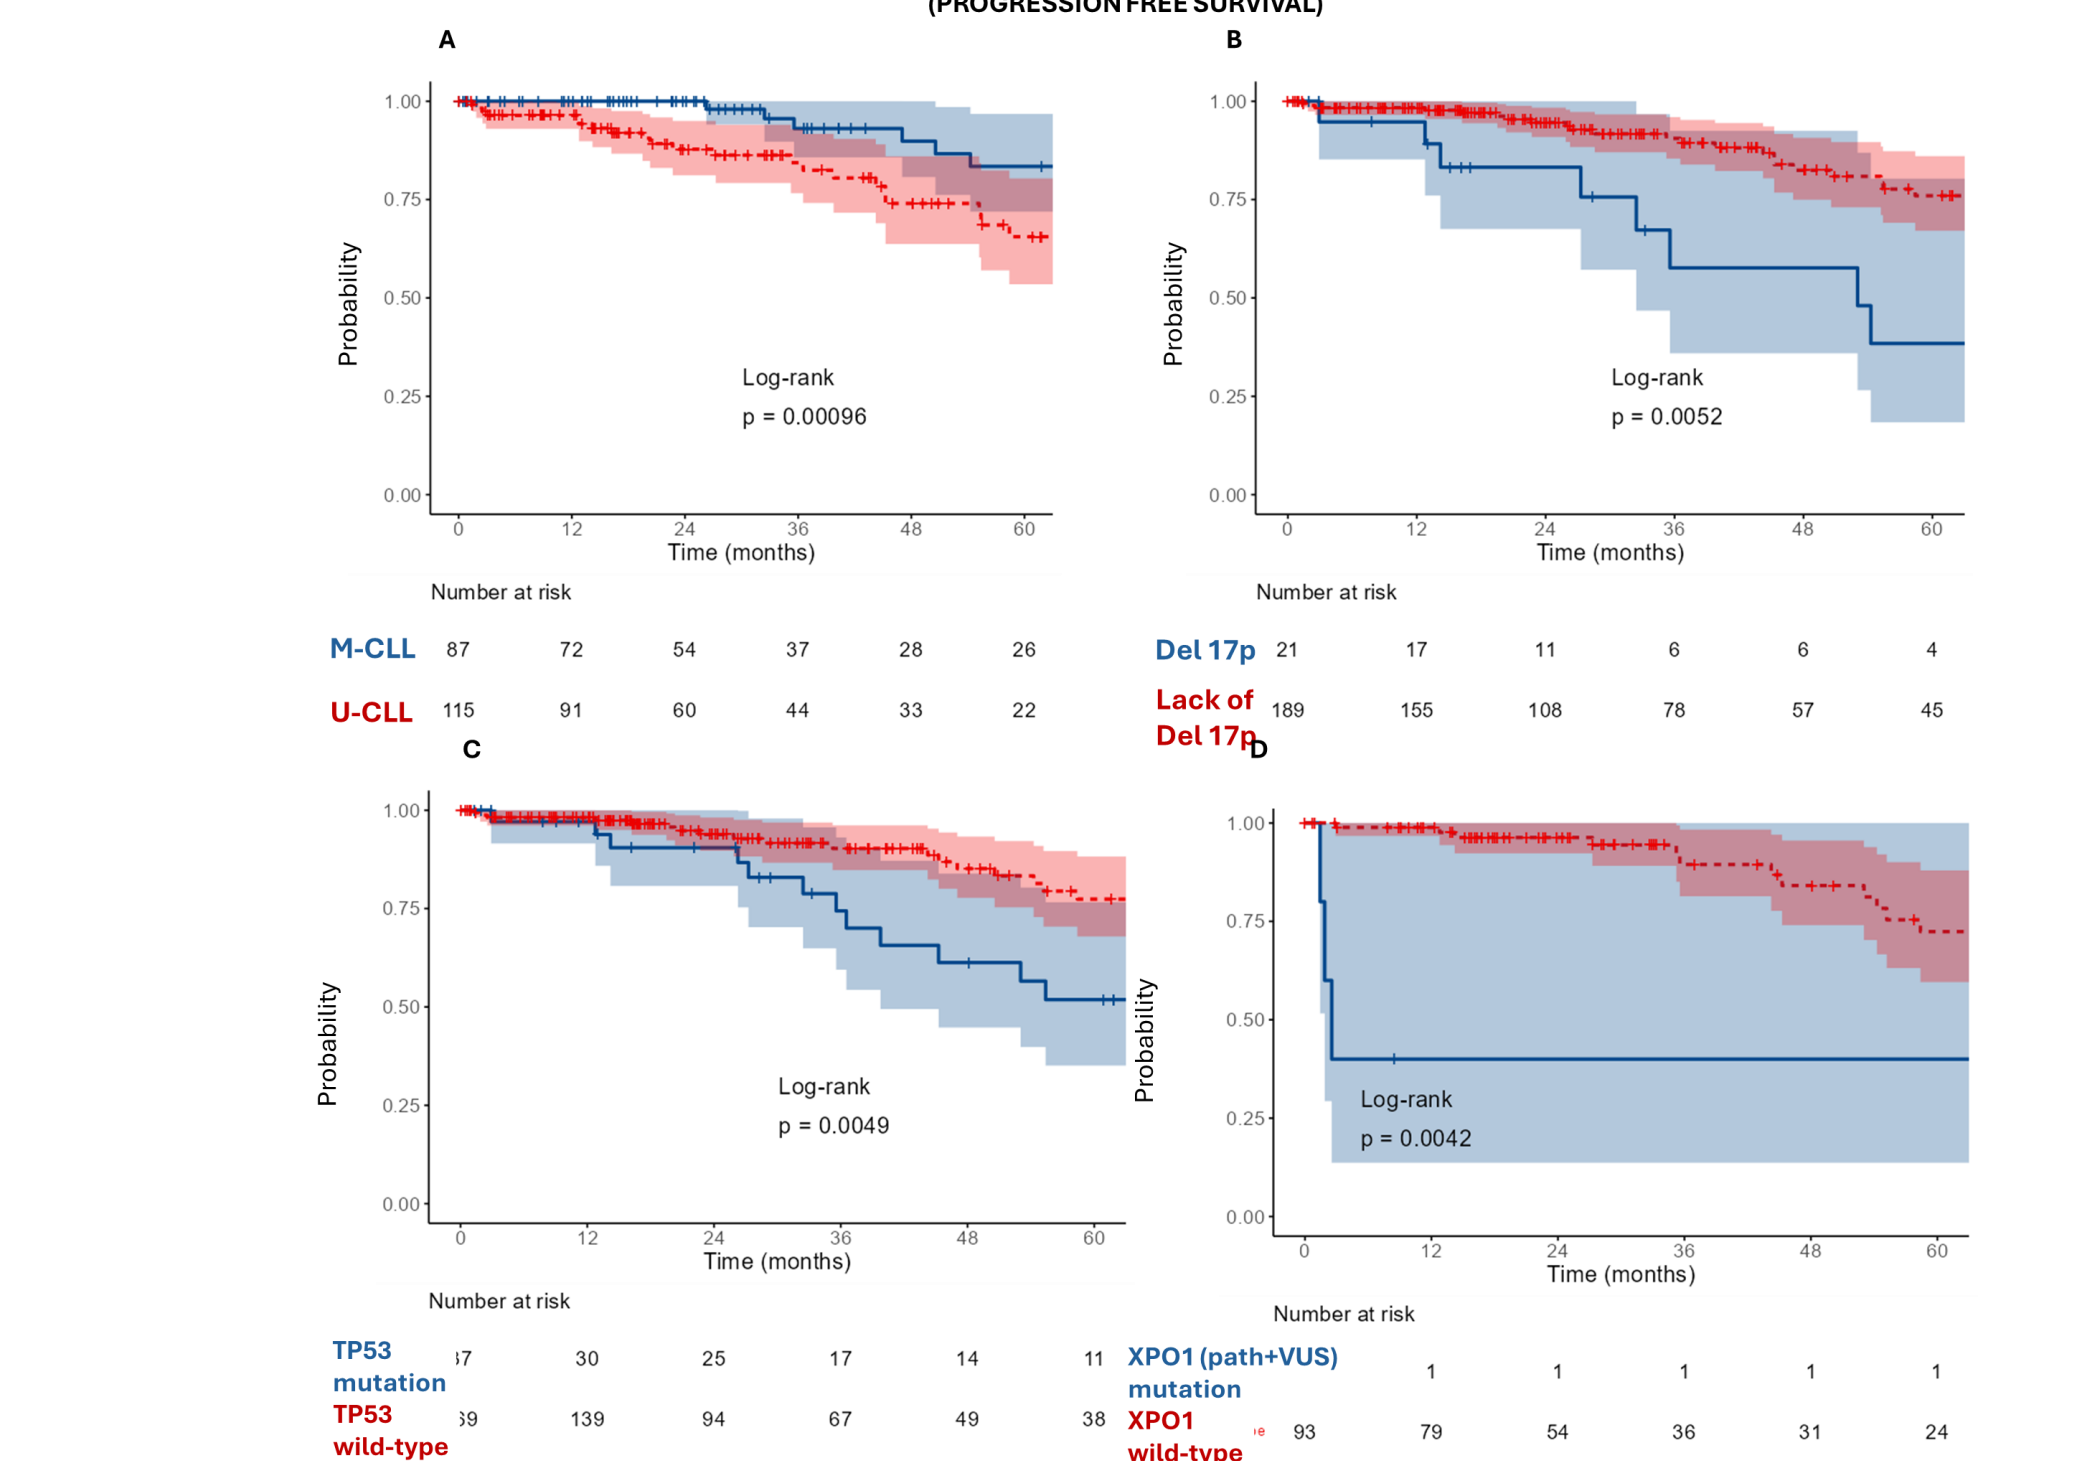 (PROGRESSION FREE SURVIVAL)
A
1.00
0.75
0.50
0.25
0.00
Probability
Log-rank
p = 0.00096
0 12 24 36 48 60
Time (months)
Number at risk
M-CLL 87 72 54 37 28 26
U-CLL 115 91 60 44 33 22
B
1.00
0.75
0.50
0.25
0.00
Probability
Log-rank
p = 0.0052
0 12 24 36 48 60
Time (months)
Number at risk
Del 17p 21 17 11 6 6 4
Lack of
Del 17p 189 155 108 78 57 45
C
1.00
0.75
0.50
0.25
0.00
Probability
Log-rank
p = 0.0049
0 12 24 36 48 60
Time (months)
Number at risk
TP53
mutation 30 25 17 14 11
TP53
wild-type 139 94 67 49 38
D
1.00
0.75
0.50
0.25
0.00
Probability
Log-rank
p = 0.0042
0 12 24 36 48 60
Time (months)
Number at risk
XPO1 (path+VUS)
mutation 1 1 1 1 1
XPO1
wild-type 93 79 54 36 31 24